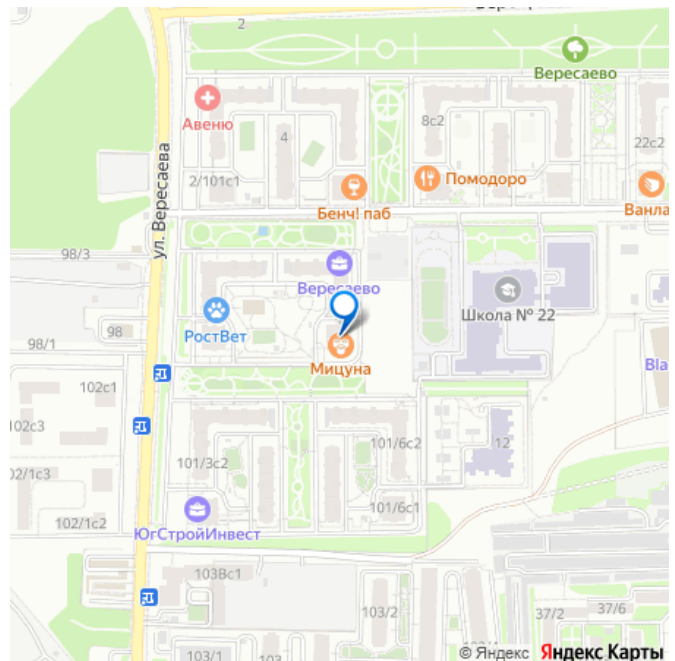 2
Вересаево
Авеню
4
8с2
22с2
2/101с1
Помодоро
Бенч! паб
Ванла
ул. Вересаева
98/3
Вересаево
Школа № 22
РостВет
98
98/1
Мицуна
Bla
102с1
102с3
101/6с2
12
101/3с2
02/1с3
101/6с1
102/1с2
ЮгСтройИнвест
103Вс1
103/2
37/2
37/6
103/1
© Яндекс Яндекс Карты